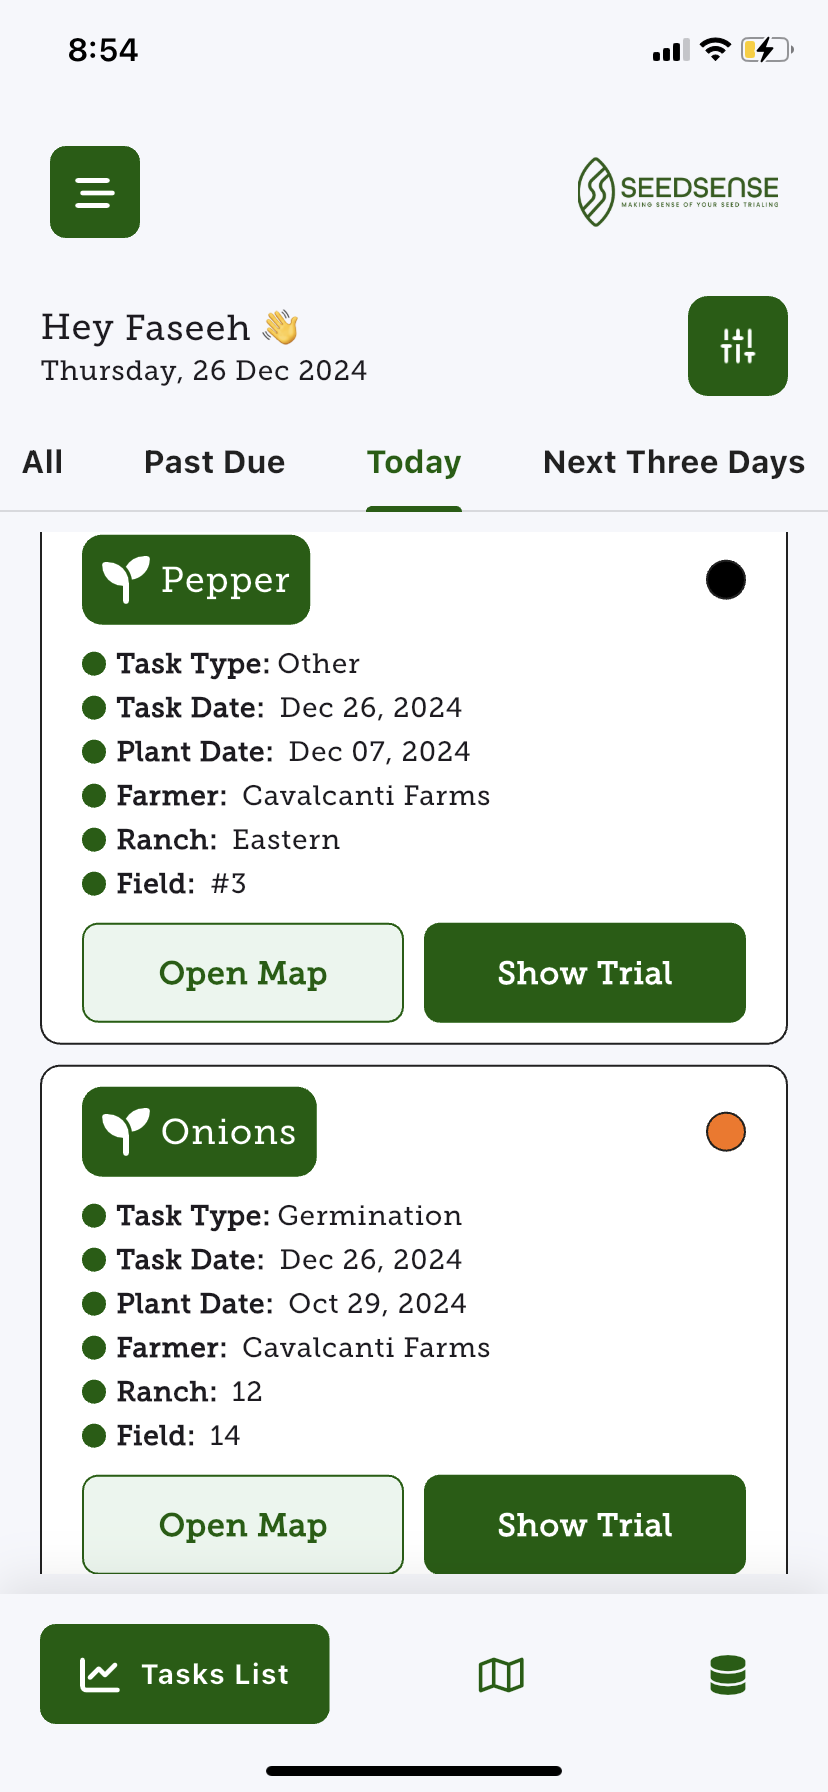 8:54
SEEDSENSE
MAKING SENSE OF YOUR SEED TRIALING
Hey Faseeh 👋
Thursday, 26 Dec 2024
All Past Due Today Next Three Days
Pepper
Task Type: Other
Task Date: Dec 26, 2024
Plant Date: Dec 07, 2024
Farmer: Cavalcanti Farms
Ranch: Eastern
Field: #3
Open Map Show Trial
Onions
Task Type: Germination
Task Date: Dec 26, 2024
Plant Date: Oct 29, 2024
Farmer: Cavalcanti Farms
Ranch: 12
Field: 14
Open Map Show Trial
Tasks List